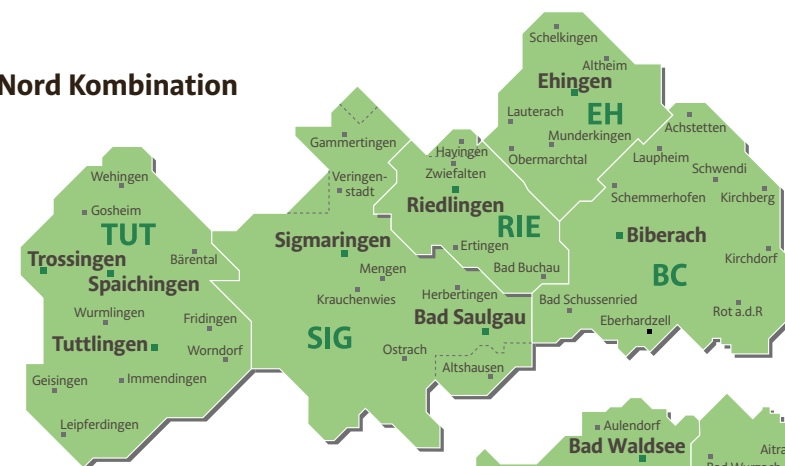 Nord Kombination
Schelkingen
Altheim
Ehingen
Lauterach
EH
Munderkingen
Obermarchtal
Achstetten
Laupheim
Schwendi
Schemmerhofen
Kirchberg
Biberach
Kirchdorf
BC
Bad Schussenried
Eberhardzell
Rot a.d.R
Gammertingen
Hayingen
Zwiefalten
Veringen-
stadt
Riedlingen
RIE
Ertingen
Bad Buchau
Sigmaringen
Mengen
Krauchenwies
Herbertingen
Bad Saulgau
SIG
Ostrach
Altshausen
Wehingen
Gosheim
TUT
Trossingen
Bärental
Spaichingen
Wurmlingen
Fridingen
Tuttlingen
Worndorf
Geisingen
Immendingen
Leipferdingen
Aulendorf
Bad Waldsee
Aitra